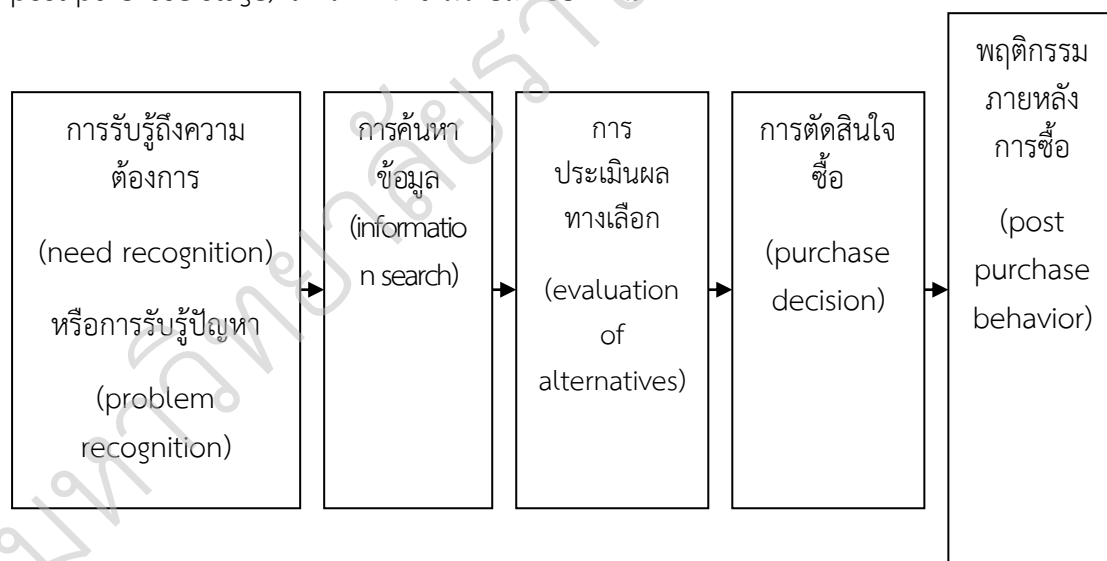 การรับรู้ถึงความ
ต้องการ
(need recognition)
หรือการรับรู้ปัญหา
(problem
recognition)
การค้นหา
ข้อมูล
(informatio
n search)
การ
ประเมินผล
ทางเลือก
(evaluation
of
alternatives)
การตัดสินใจ
ซื้อ
(purchase
decision)
พฤติกรรม
ภายหลัง
การซื้อ
(post
purchase
behavior)